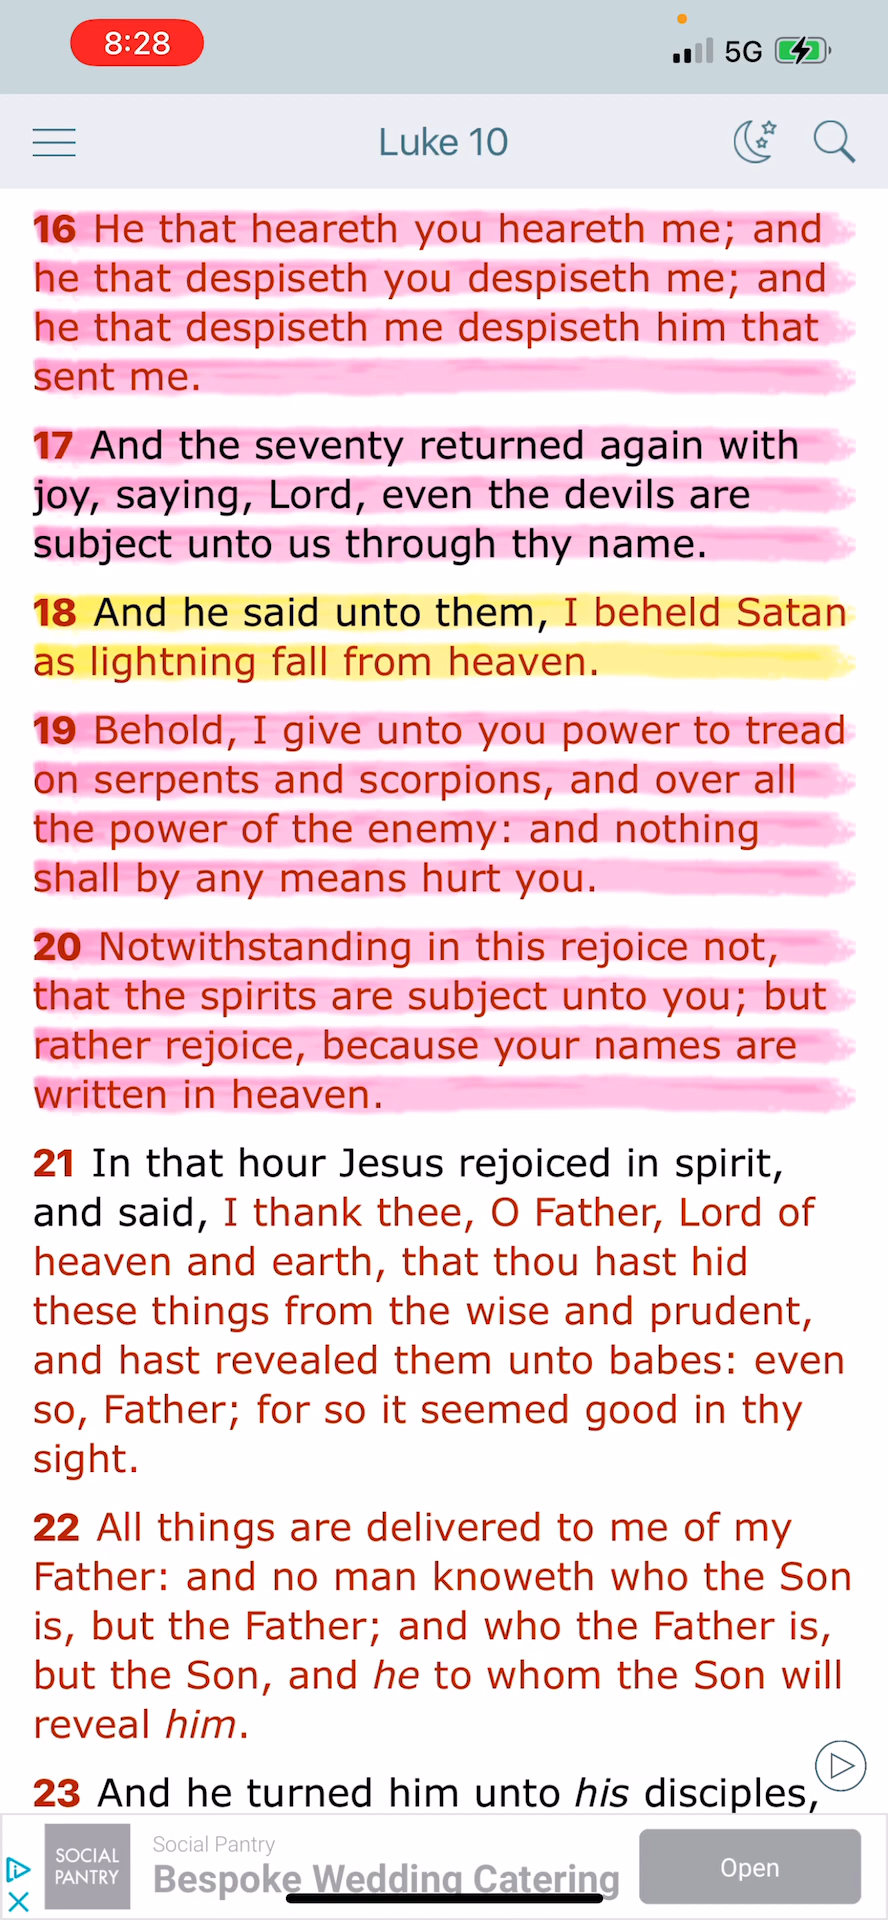 8:28
5G
Luke 10
16 He that heareth you heareth me; and
he that despiseth you despiseth me; and
he that despiseth me despiseth him that
sent me.
17 And the seventy returned again with
joy, saying, Lord, even the devils are
subject unto us through thy name.
18 And he said unto them, I beheld Satan
as lightning fall from heaven.
19 Behold, I give unto you power to tread
on serpents and scorpions, and over all
the power of the enemy: and nothing
shall by any means hurt you.
20 Notwithstanding in this rejoice not,
that the spirits are subject unto you; but
rather rejoice, because your names are
written in heaven.
21 In that hour Jesus rejoiced in spirit,
and said, I thank thee, O Father, Lord of
heaven and earth, that thou hast hid
these things from the wise and prudent,
and hast revealed them unto babes: even
so, Father; for so it seemed good in thy
sight.
22 All things are delivered to me of my
Father: and no man knoweth who the Son
is, but the Father; and who the Father is,
but the Son, and he to whom the Son will
reveal him.
23 And he turned him unto his disciples,
SOCIAL
PANTRY
Social Pantry
Bespoke Wedding Catering
Open